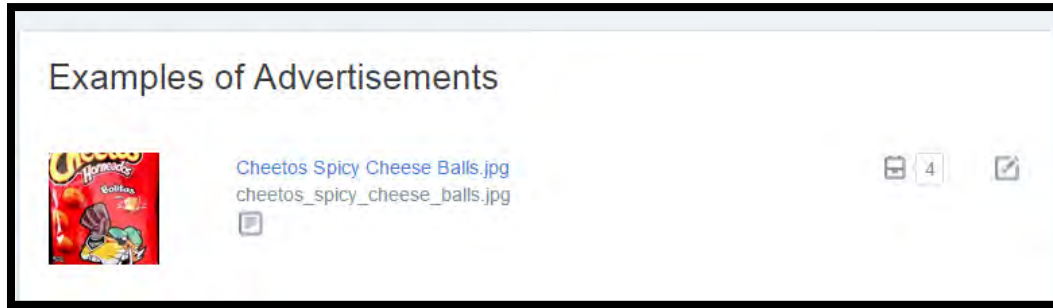 Examples of Advertisements
Cheetos
Horneados
Bolitas
Cheetos Spicy Cheese Balls.jpg
cheetos_spicy_cheese_balls.jpg
4